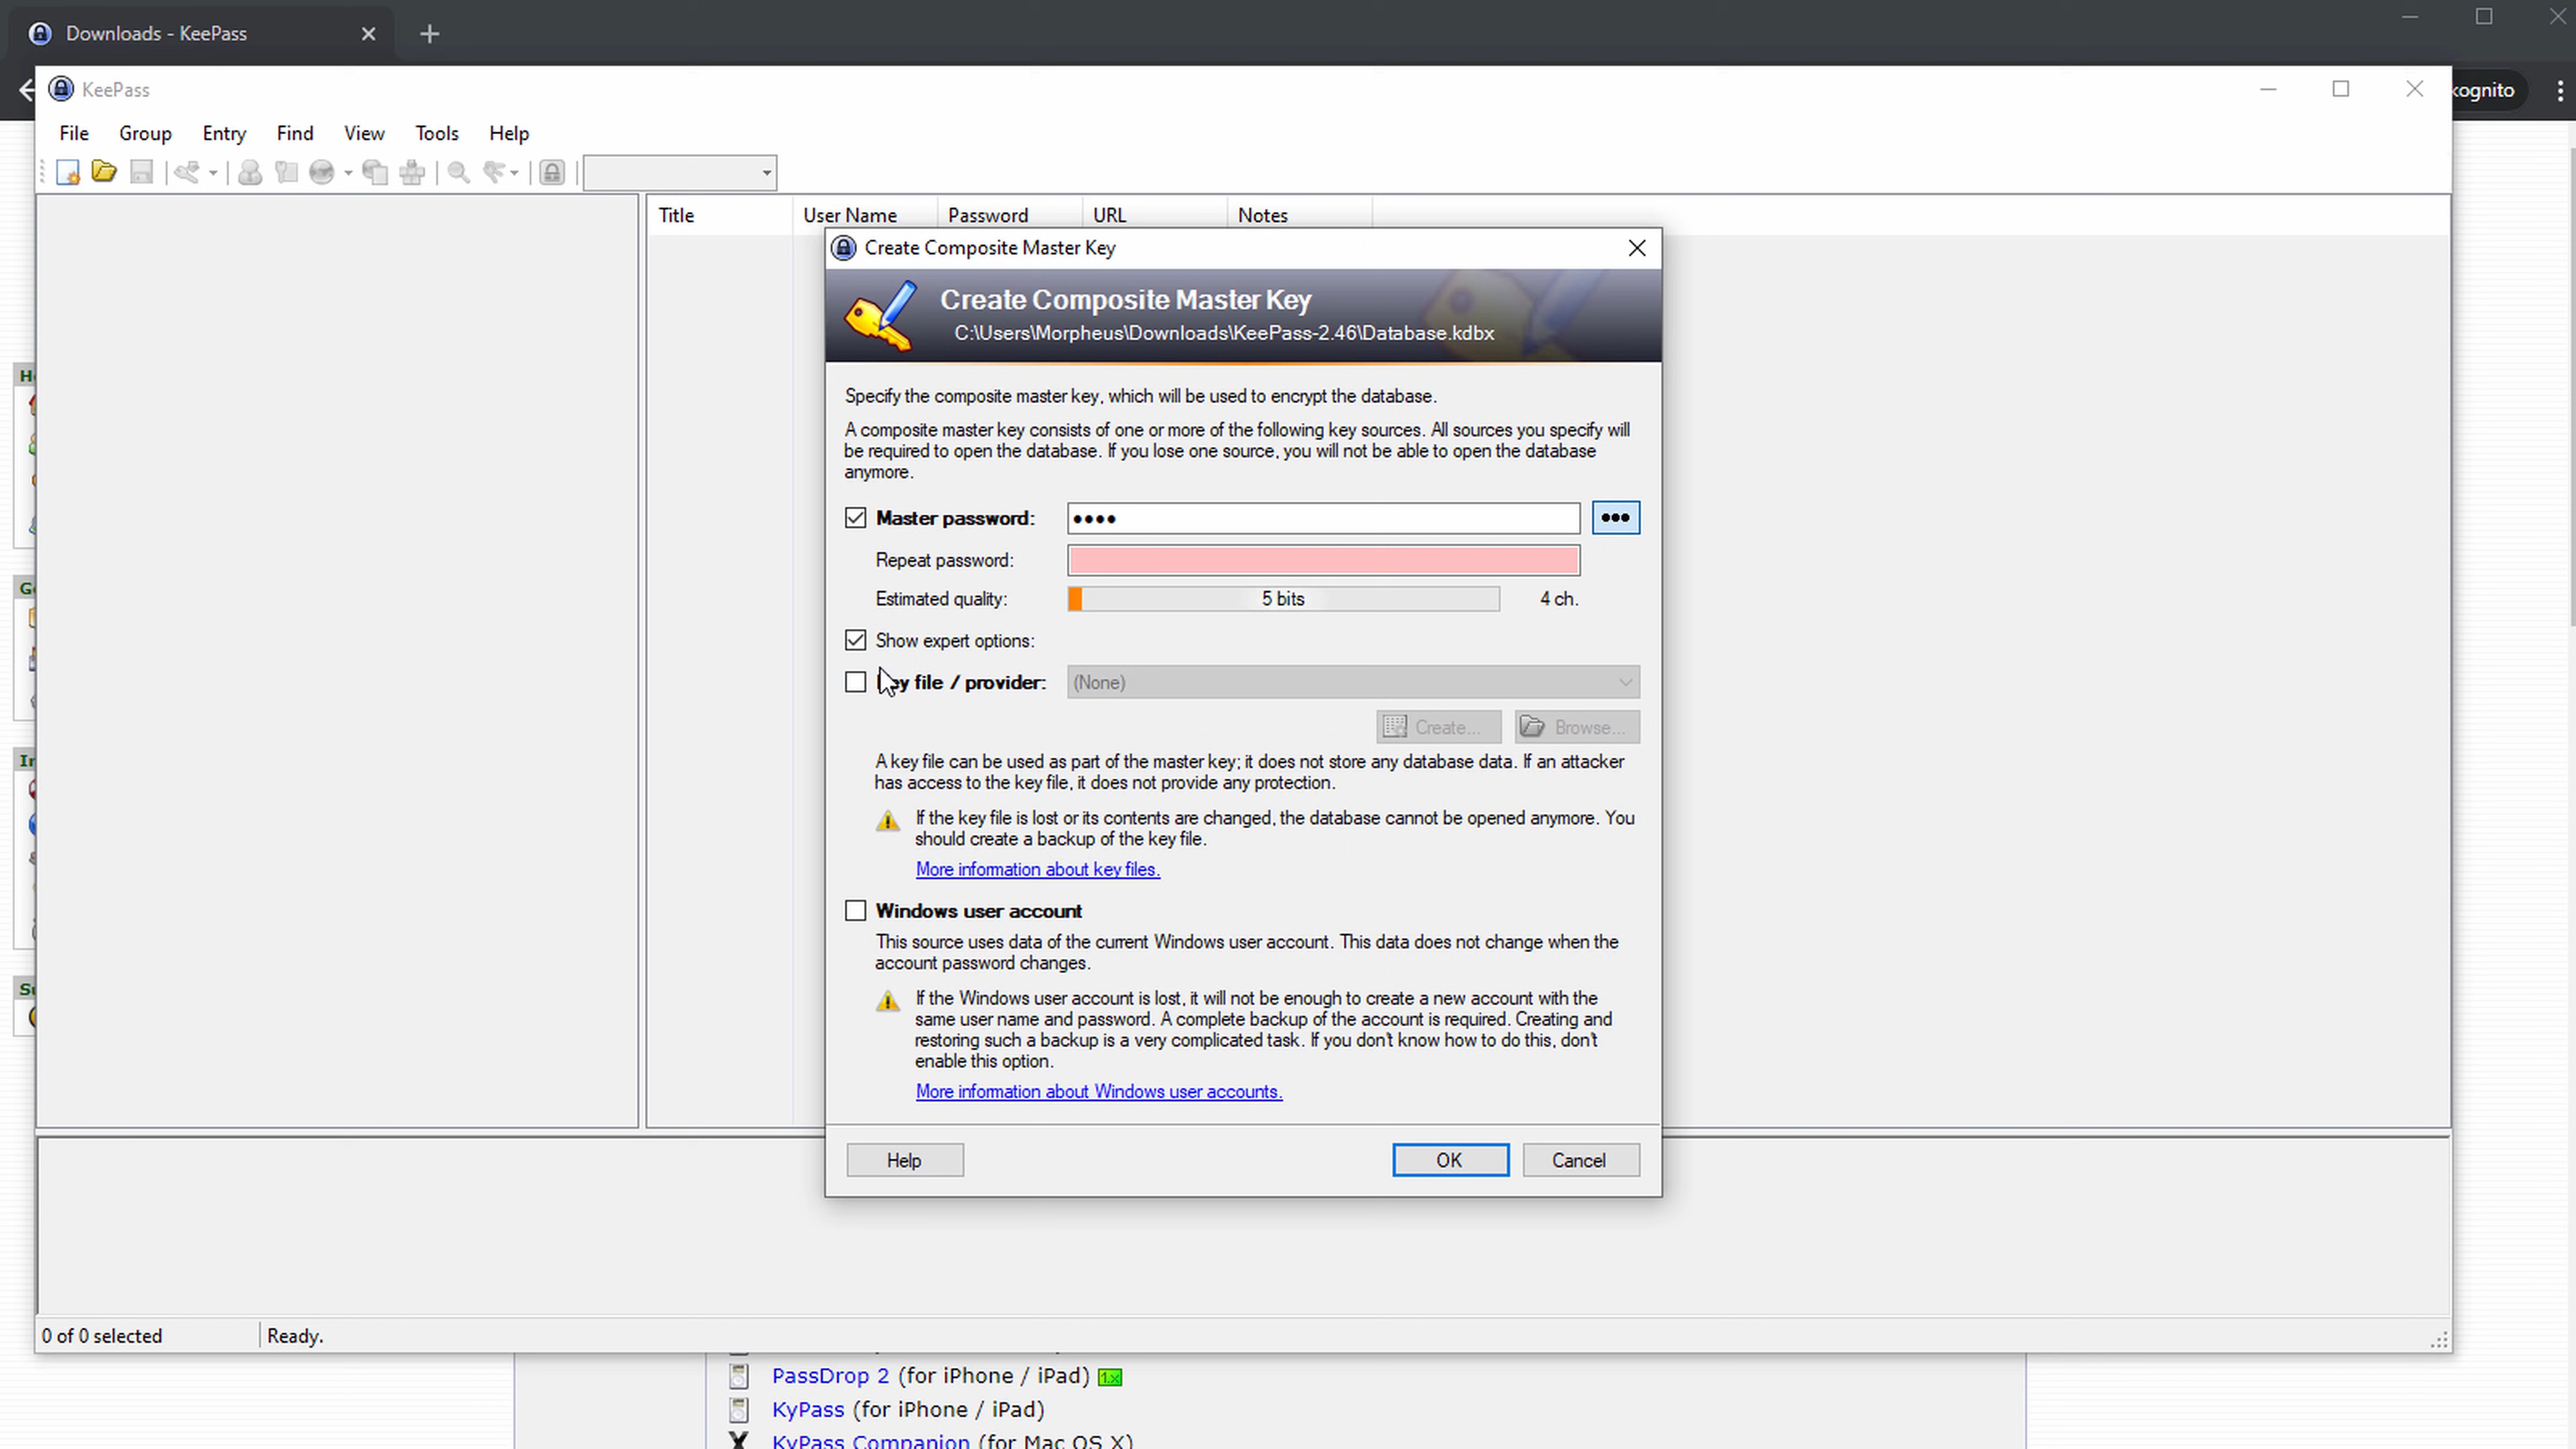 Downloads - KeePass
KeePass
File Group Entry Find View Tools Help
Title User Name Password URL Notes
Create Composite Master Key
Create Composite Master Key
C:\Users\Morpheus\Downloads\KeePass-2.46\Database.kdbx
Specify the composite master key, which will be used to encrypt the database.
A composite master key consists of one or more of the following key sources. All sources you specify will
be required to open the database. If you lose one source, you will not be able to open the database
anymore.
Master password: ●●●● ●●●
Repeat password:
Estimated quality: 5 bits 4 ch.
Show expert options:
file / provider: (None)
Create... Browse...
A key file can be used as part of the master key; it does not store any database data. If an attacker
has access to the key file, it does not provide any protection.
If the key file is lost or its contents are changed, the database cannot be opened anymore. You
should create a backup of the key file.
More information about key files.
Windows user account
This source uses data of the current Windows user account. This data does not change when the
account password changes.
If the Windows user account is lost, it will not be enough to create a new account with the
same user name and password. A complete backup of the account is required. Creating and
restoring such a backup is a very complicated task. If you don't know how to do this, don't
enable this option.
More information about Windows user accounts.
Help OK Cancel
0 of 0 selected Ready.
PassDrop 2 (for iPhone / iPad) 1.x
KyPass (for iPhone / iPad)
KyPass Companion (for Mac OS X)